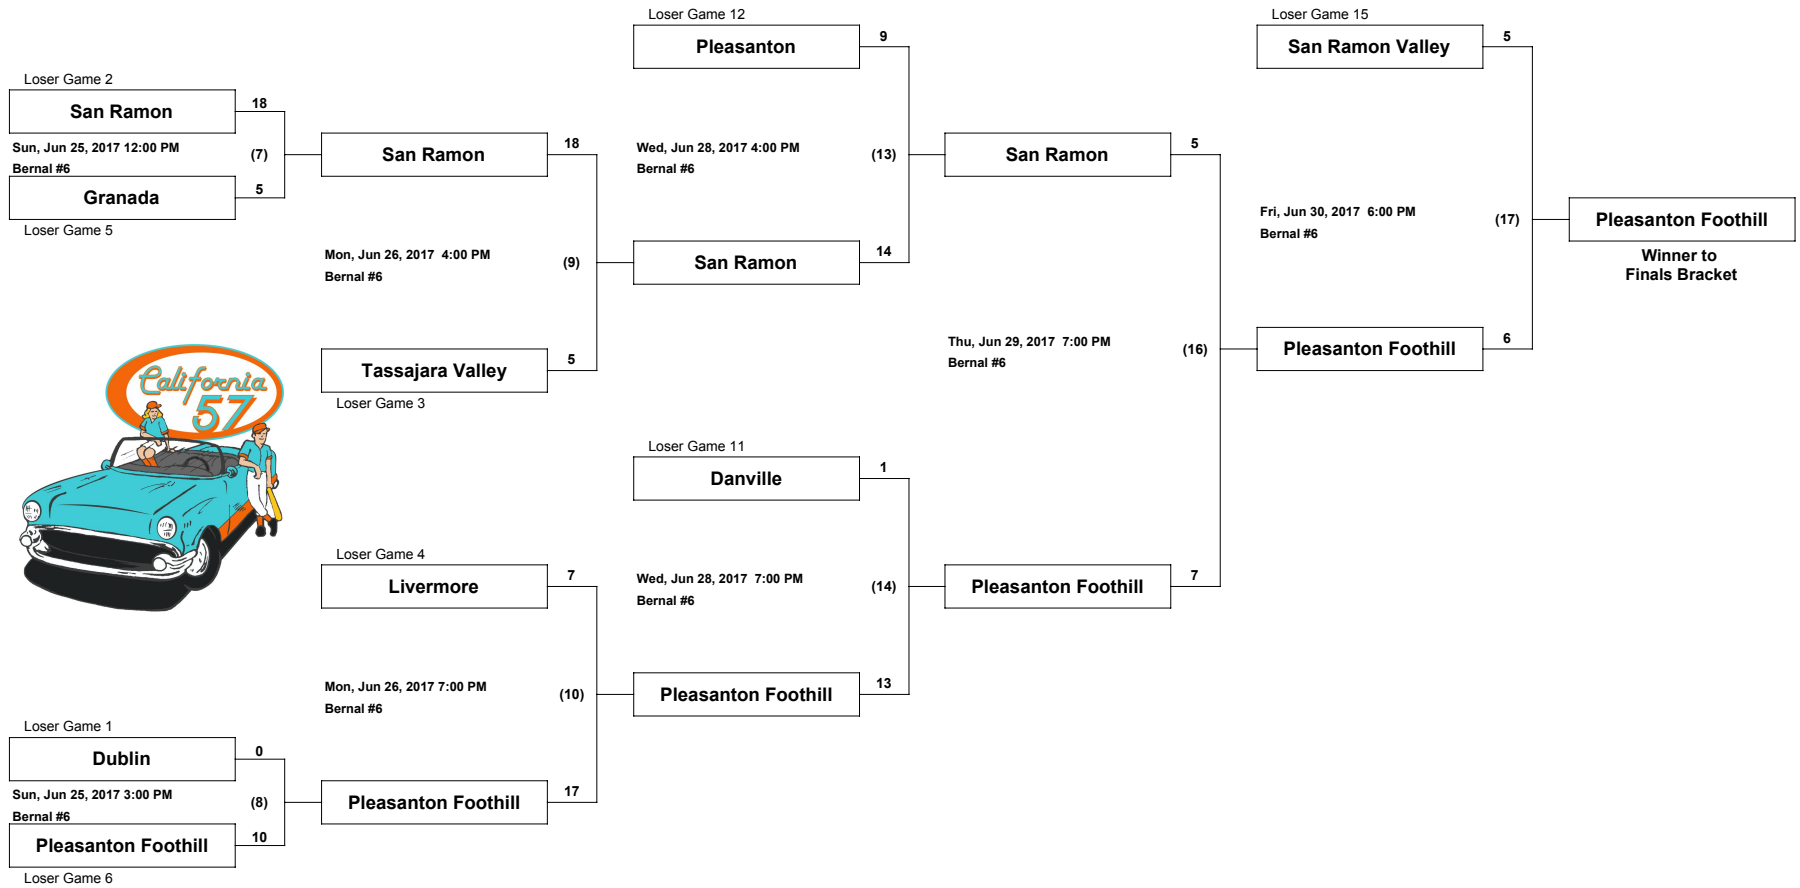 Loser Game 12
Pleasanton
9
Loser Game 15
San Ramon Valley
5
Loser Game 2
San Ramon
18
Sun, Jun 25, 2017 12:00 PM
(7)
Bernal #6
Granada
5
Loser Game 5
San Ramon
18
Wed, Jun 28, 2017 4:00 PM
(13)
Bernal #6
San Ramon
5
Mon, Jun 26, 2017 4:00 PM
(9)
Bernal #6
San Ramon
14
Fri, Jun 30, 2017 6:00 PM
(17)
Bernal #6
Pleasanton Foothill
Winner to
Finals Bracket
Tassajara Valley
5
Loser Game 3
Thu, Jun 29, 2017 7:00 PM
(16)
Bernal #6
Pleasanton Foothill
6
California
57
Loser Game 11
Danville
1
Loser Game 4
Livermore
7
Wed, Jun 28, 2017 7:00 PM
(14)
Bernal #6
Pleasanton Foothill
7
Mon, Jun 26, 2017 7:00 PM
(10)
Bernal #6
Pleasanton Foothill
13
Loser Game 1
Dublin
0
Sun, Jun 25, 2017 3:00 PM
(8)
Bernal #6
Pleasanton Foothill
17
Pleasanton Foothill
10
Loser Game 6